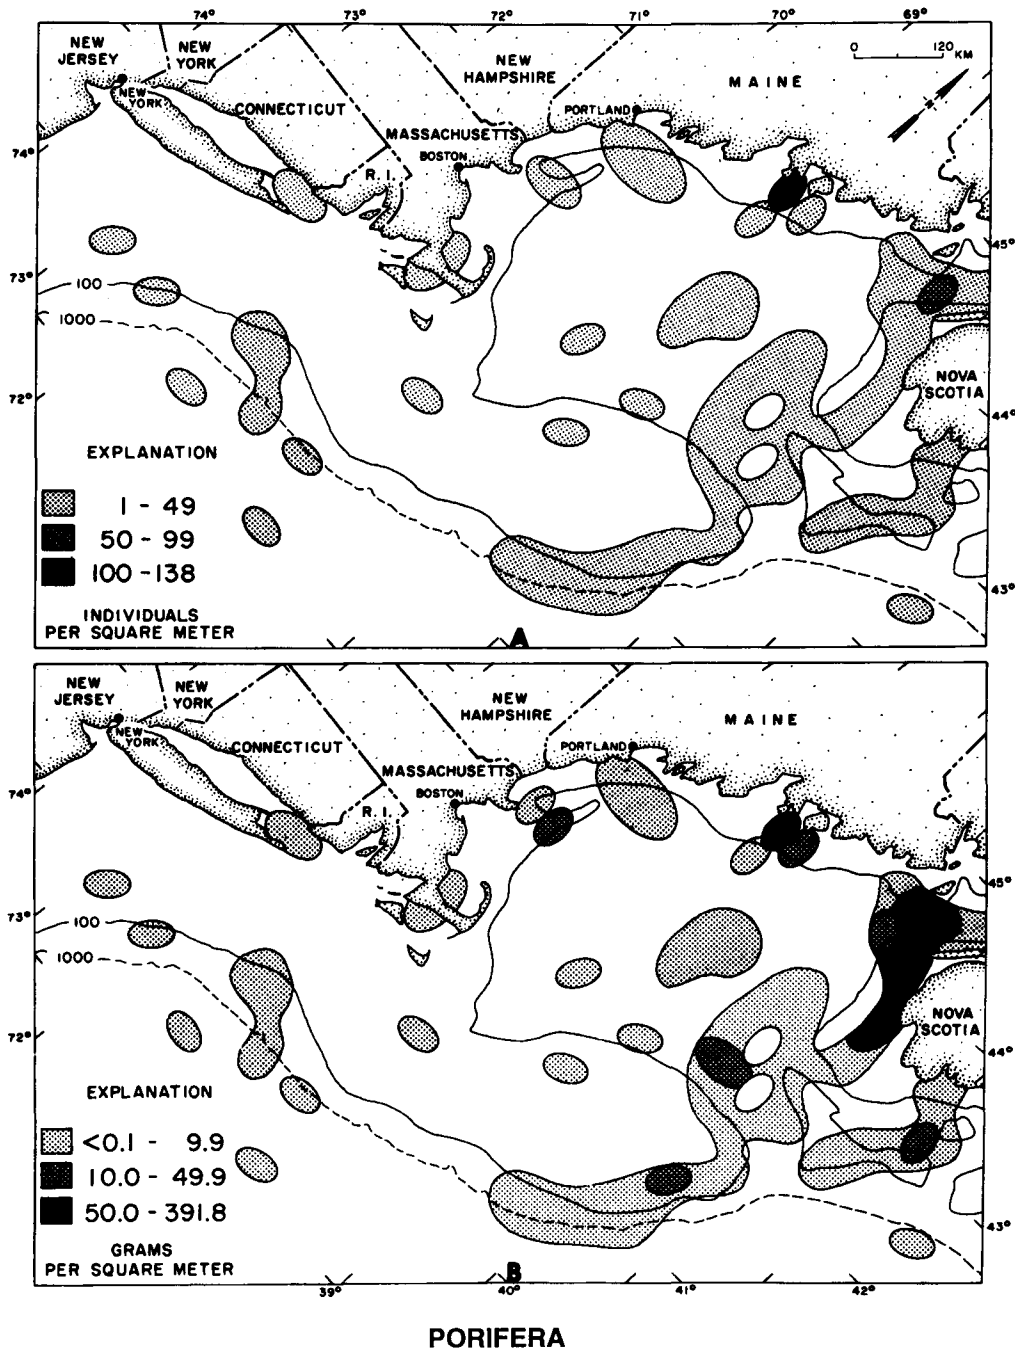 74° 73° 72° 71° 70° 69°
NEW
JERSEY
NEW
YORK
NEW
YORK
CONNECTICUT
R. I.
MASSACHUSETTS
BOSTON
NEW
HAMPSHIRE
PORTLAND
MAINE
0 120 KM
74°
73°
72°
100
1000
45°
44°
43°
NOVA
SCOTIA
EXPLANATION
1 - 49
50 - 99
100 - 138
INDIVIDUALS
PER SQUARE METER
A
NEW
JERSEY
NEW
YORK
NEW
YORK
CONNECTICUT
R. I.
MASSACHUSETTS
BOSTON
NEW
HAMPSHIRE
PORTLAND
MAINE
74°
73°
72°
100
1000
45°
44°
43°
NOVA
SCOTIA
EXPLANATION
<0.1 - 9.9
10.0 - 49.9
50.0 - 391.8
GRAMS
PER SQUARE METER
B
39° 40° 41° 42°
PORIFERA